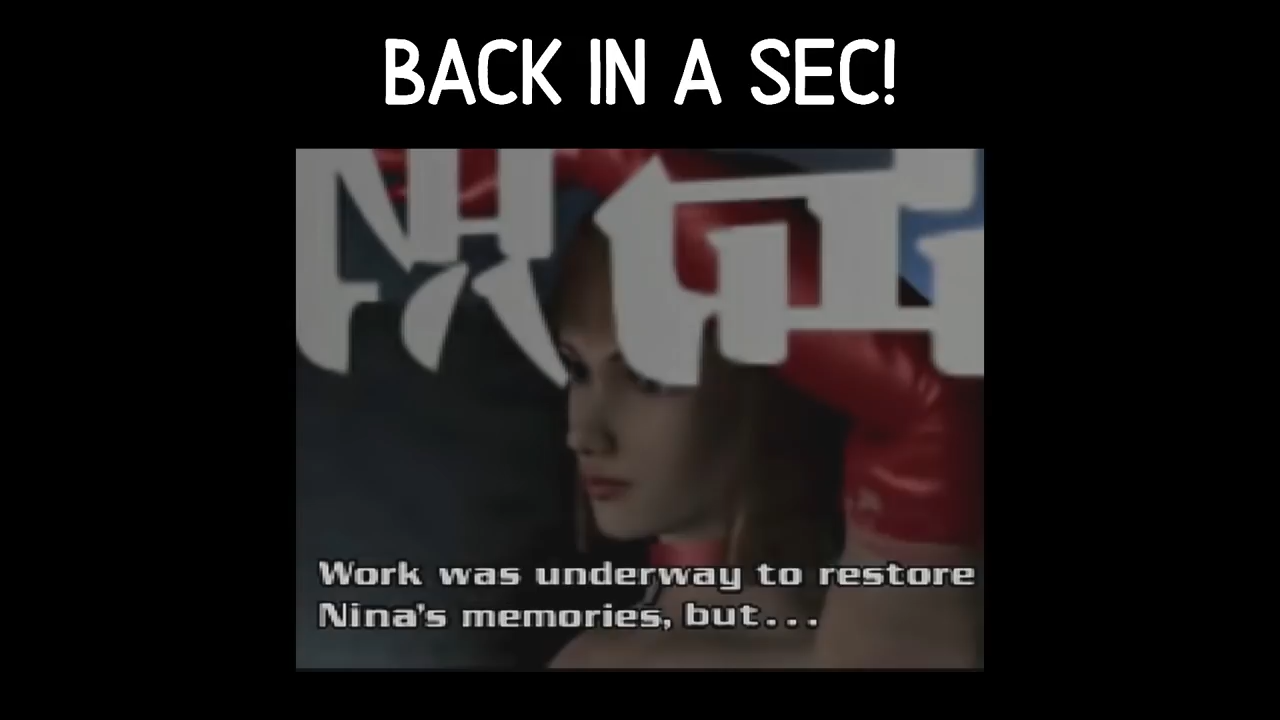 BACK IN A SEC!
Work was underway to restore
Nina's memories, but...